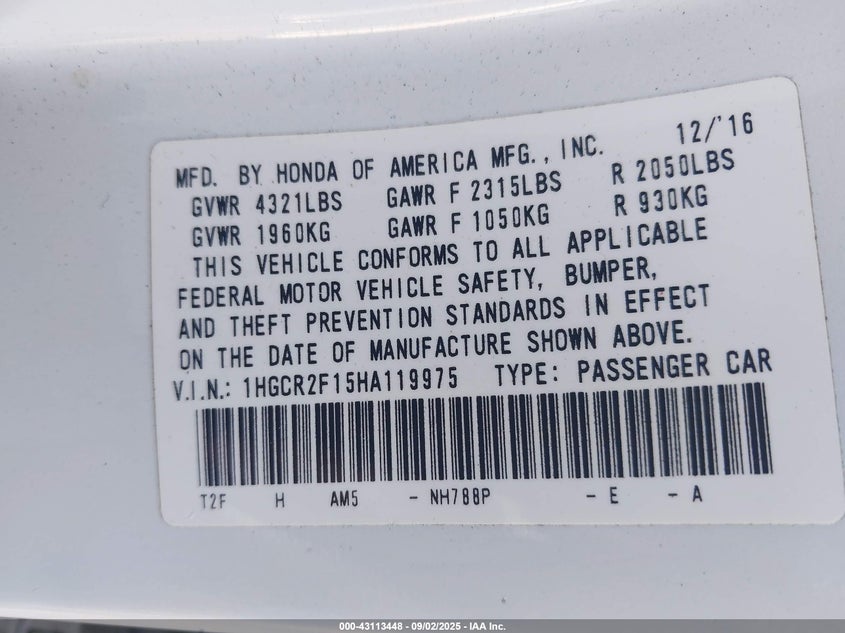 MFD. BY HONDA OF AMERICA MFG., INC. 12/'16
GVWR 4321LBS GAWR F 2315LBS R 2050LBS
GVWR 1960KG GAWR F 1050KG R 930KG
THIS VEHICLE CONFORMS TO ALL APPLICABLE
FEDERAL MOTOR VEHICLE SAFETY, BUMPER,
AND THEFT PREVENTION STANDARDS IN EFFECT
ON THE DATE OF MANUFACTURE SHOWN ABOVE.
V.I.N.: 1HGCR2F15HA119975 TYPE: PASSENGER CAR
T2F H AM5 - NH788P - E - A
000-43113448 - 09/02/2025 - IAA Inc.